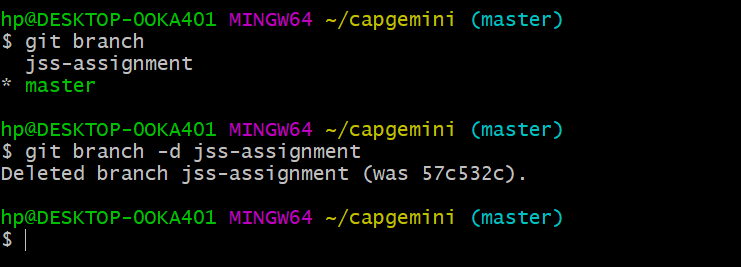 hp@DESKTOP-OOKA401 MINGW64 ~/capgemini (master)
$ git branch
  jss-assignment
* master
hp@DESKTOP-OOKA401 MINGW64 ~/capgemini (master)
$ git branch -d jss-assignment
Deleted branch jss-assignment (was 57c532c).
hp@DESKTOP-OOKA401 MINGW64 ~/capgemini (master)
$